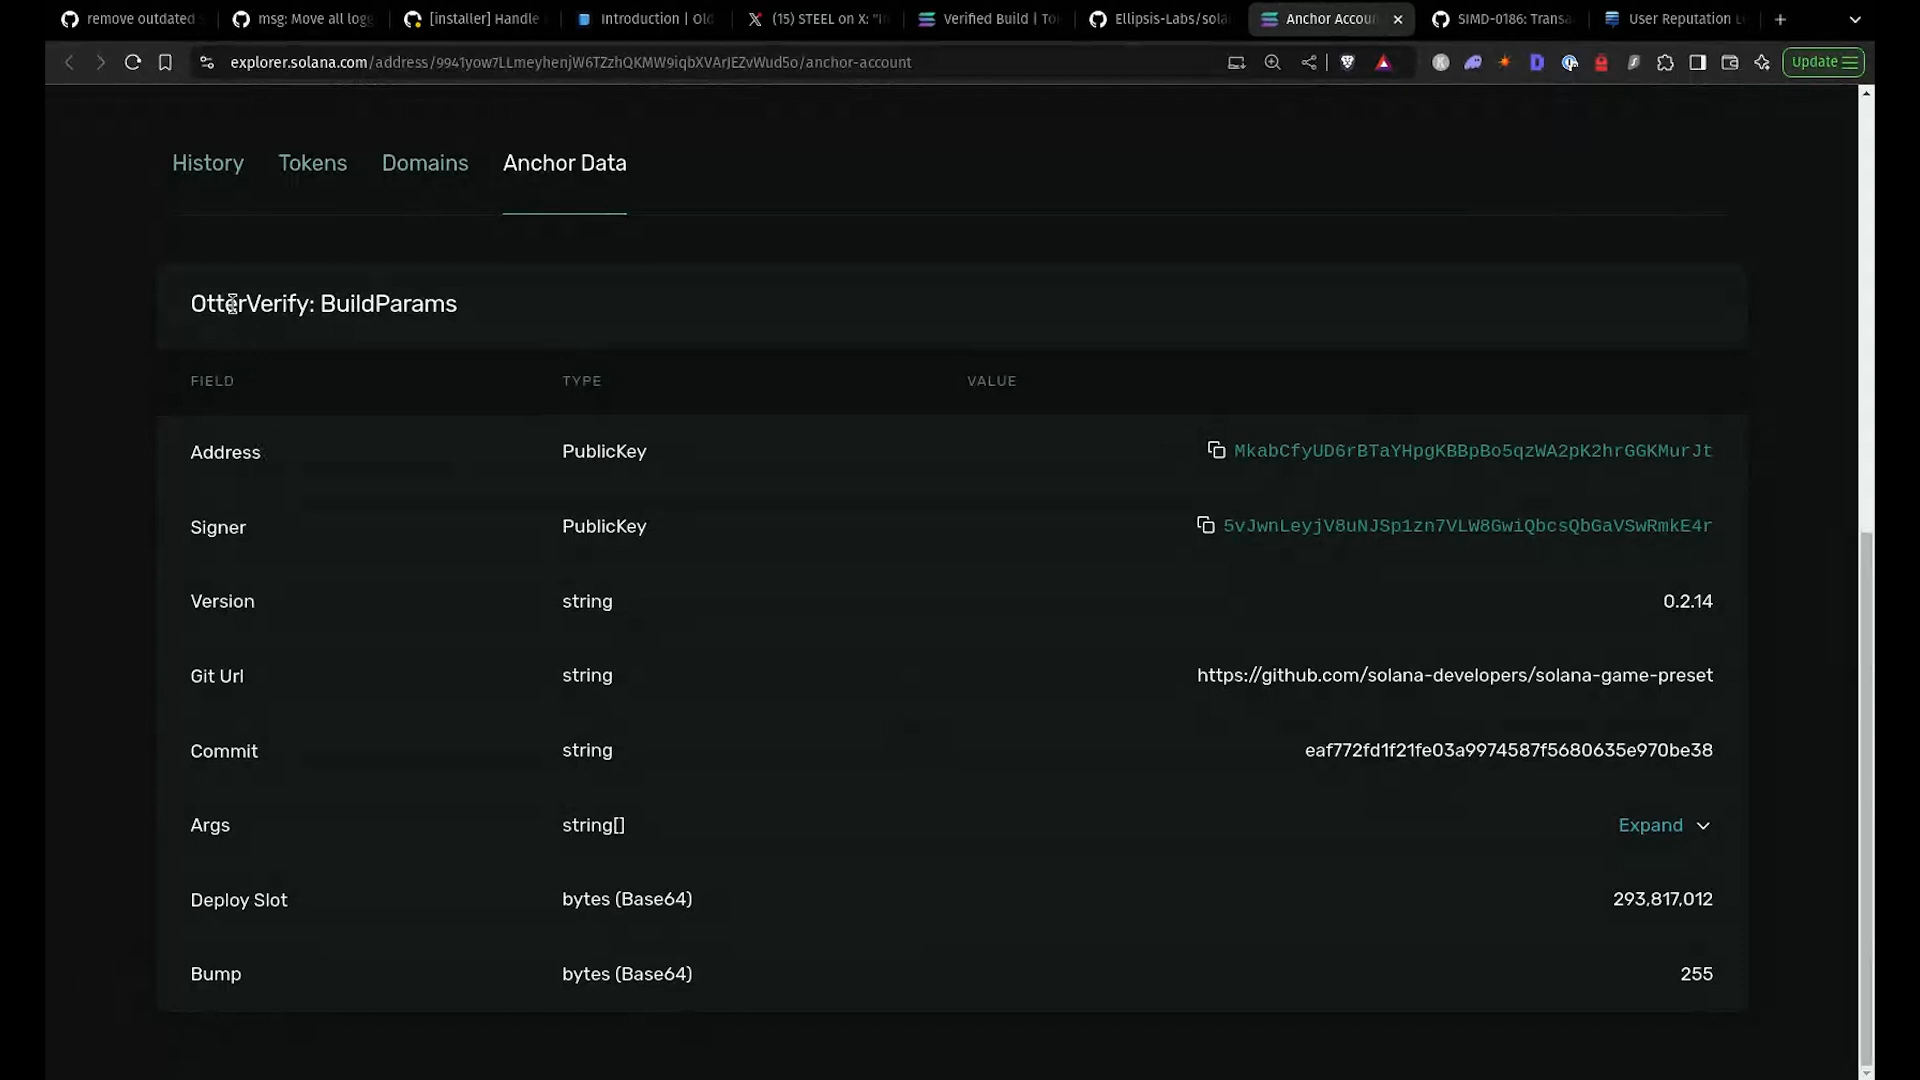 remove outdated
msg: Move all log
[installer] Handle
Introduction | Old
(15) STEEL on X: "I
Verified Build | To
Ellipsis-Labs/sola
Anchor Accou
SIMD-0186: Transa
User Reputation L
explorer.solana.com/address/9941yow7LLmeyhenjW6TZzhQKMW9iqbXVArJEZvWud5o/anchor-account
Update
History
Tokens
Domains
Anchor Data
OtterVerify: BuildParams
FIELD TYPE VALUE
Address PublicKey MkabCfyUD6rBTaYHpgKBBpBo5qzWA2pK2hrGGKMurJt
Signer PublicKey 5vJwnLeyjV8uNJSp1zn7VLW8GwiQbcsQbGaVSwRmkE4r
Version string 0.2.14
Git Url string https://github.com/solana-developers/solana-game-preset
Commit string eaf772fd1f21fe03a9974587f5680635e970be38
Args string[] Expand
Deploy Slot bytes (Base64) 293,817,012
Bump bytes (Base64) 255